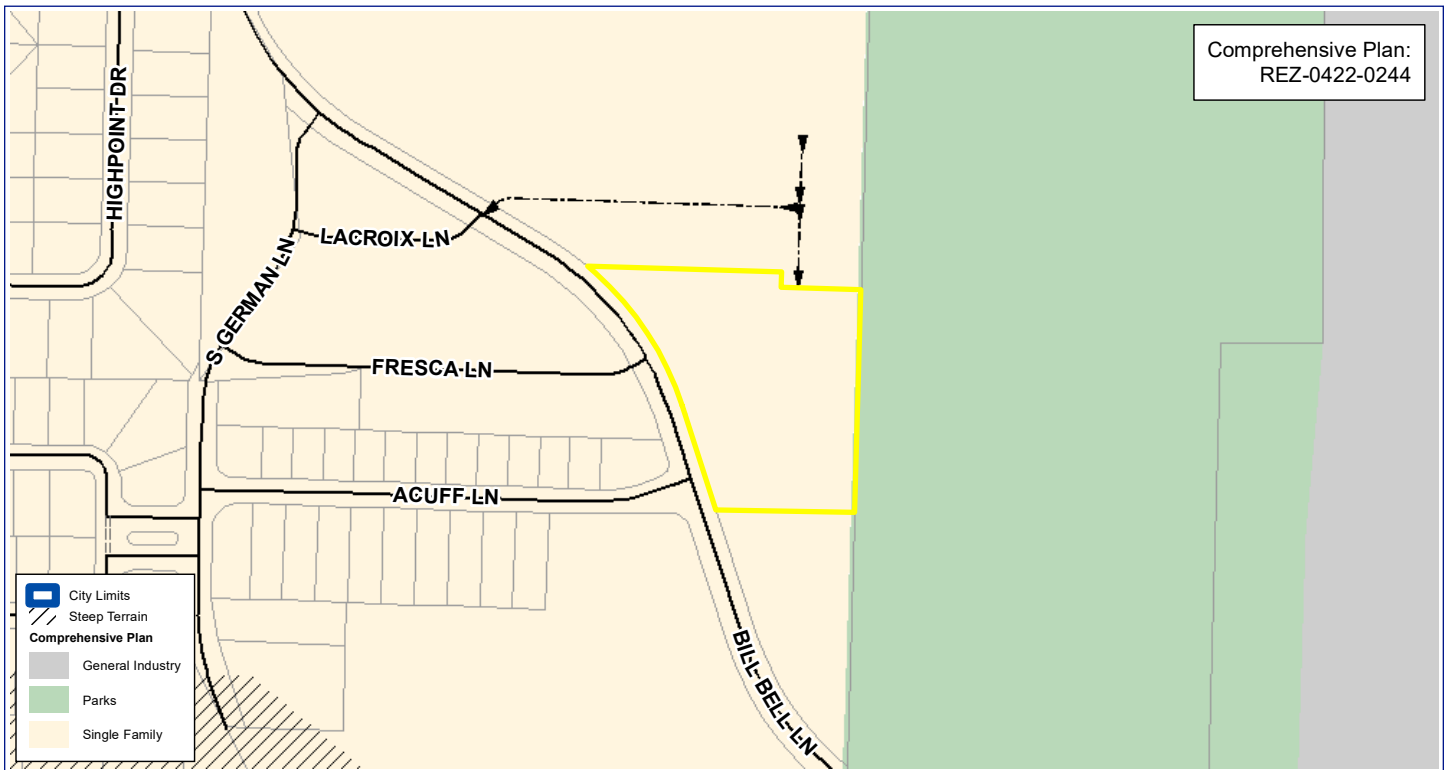 Comprehensive Plan:
REZ-0422-0244
HIGHPOINT DR
LACROIX LN
S GERMAN LN
FRESCA LN
ACUFF LN
BILL BELL LN
City Limits
Steep Terrain
Comprehensive Plan
General Industry
Parks
Single Family